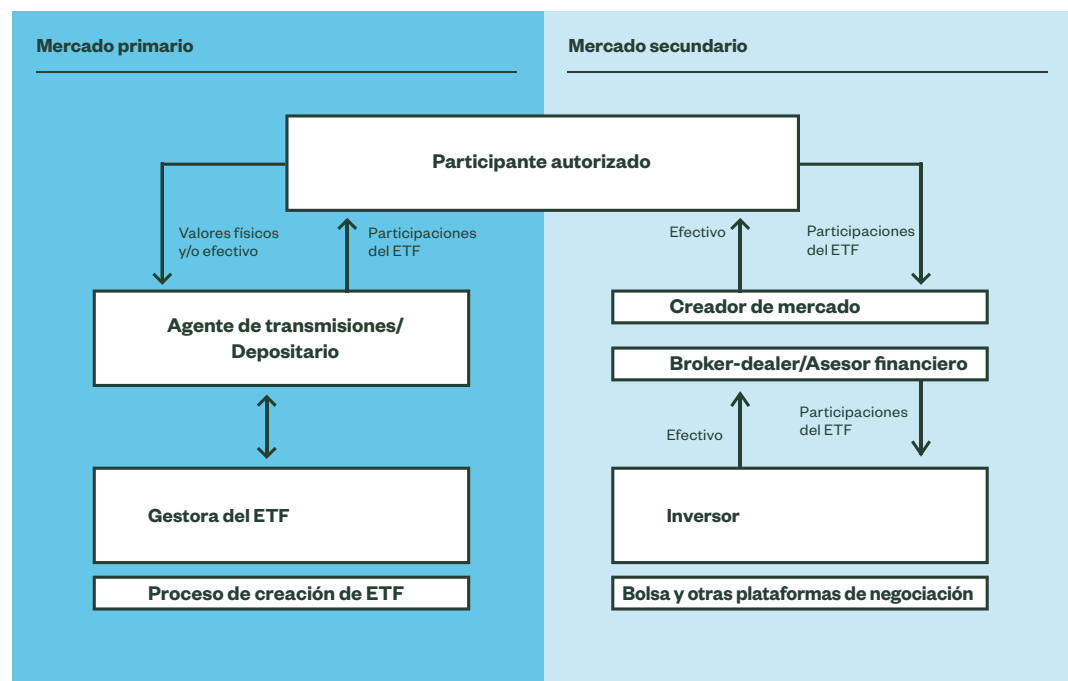 Mercado primario
Mercado secundario
Participante autorizado
Valores físicos
y/o efectivo
Participaciones
del ETF
Efectivo
Participaciones
del ETF
Agente de transmisiones/
Depositario
Creador de mercado
Broker-dealer/Asesor financiero
Efectivo
Participaciones
del ETF
Gestora del ETF
Inversor
Proceso de creación de ETF
Bolsa y otras plataformas de negociación